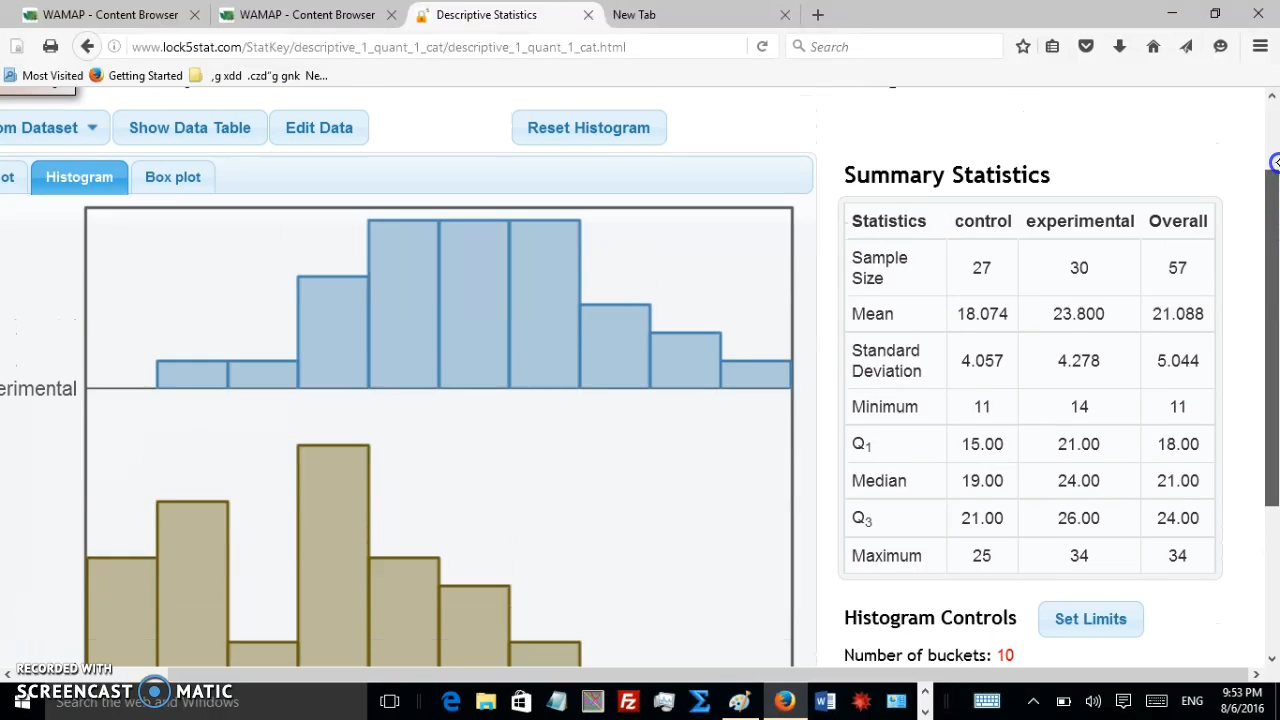 WAMAP - Content Browser
WAMAP - Content Browser
Descriptive Statistics
New Tab
www.lock5stat.com/StatKey/descriptive_1_quant_1_cat/descriptive_1_quant_1_cat.html
Search
Most Visited
Getting Started
,g xdd .czd"g gnk Ne...
om Dataset
Show Data Table
Edit Data
Reset Histogram
ot
Histogram
Box plot
erimental
Summary Statistics
Statistics control experimental Overall
Sample
Size 27 30 57
Mean 18.074 23.800 21.088
Standard
Deviation 4.057 4.278 5.044
Minimum 11 14 11
Q1 15.00 21.00 18.00
Median 19.00 24.00 21.00
Q3 21.00 26.00 24.00
Maximum 25 34 34
Histogram Controls
Set Limits
Number of buckets: 10
RECORDED WITH
SCREENCAST MATIC
Search the web and Windows
ENG
9:53 PM
8/6/2016